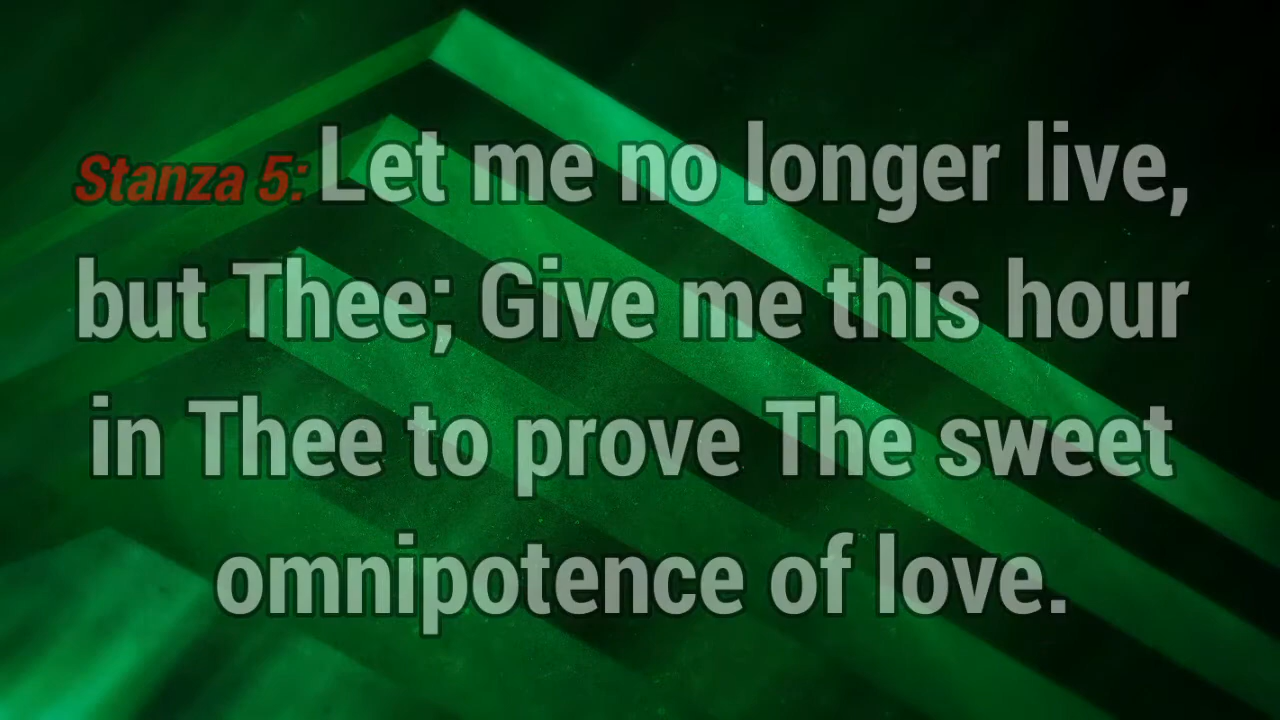 Stanza 5: Let me no longer live,
but Thee; Give me this hour
in Thee to prove The sweet
omnipotence of love.